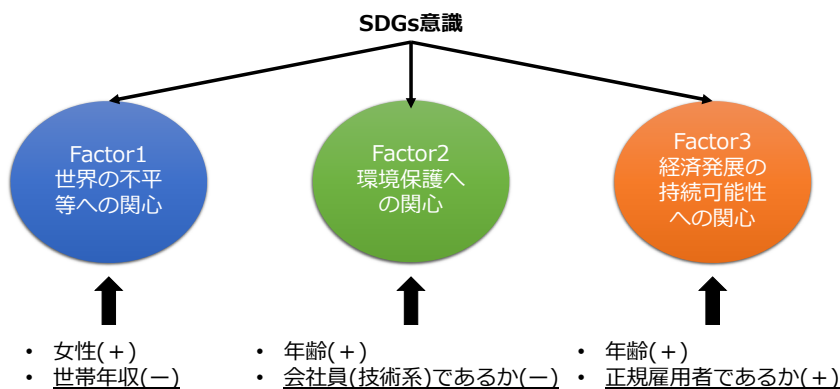 SDGs意識
Factor1
世界の不平
等への関心
Factor2
環境保護へ
の関心
Factor3
経済発展の
持続可能性
への関心
• 女性(+)
• 世帯年収(ー)
• 年齢(+)
• 会社員(技術系)であるか(ー)
• 年齢(+)
• 正規雇用者であるか(+)